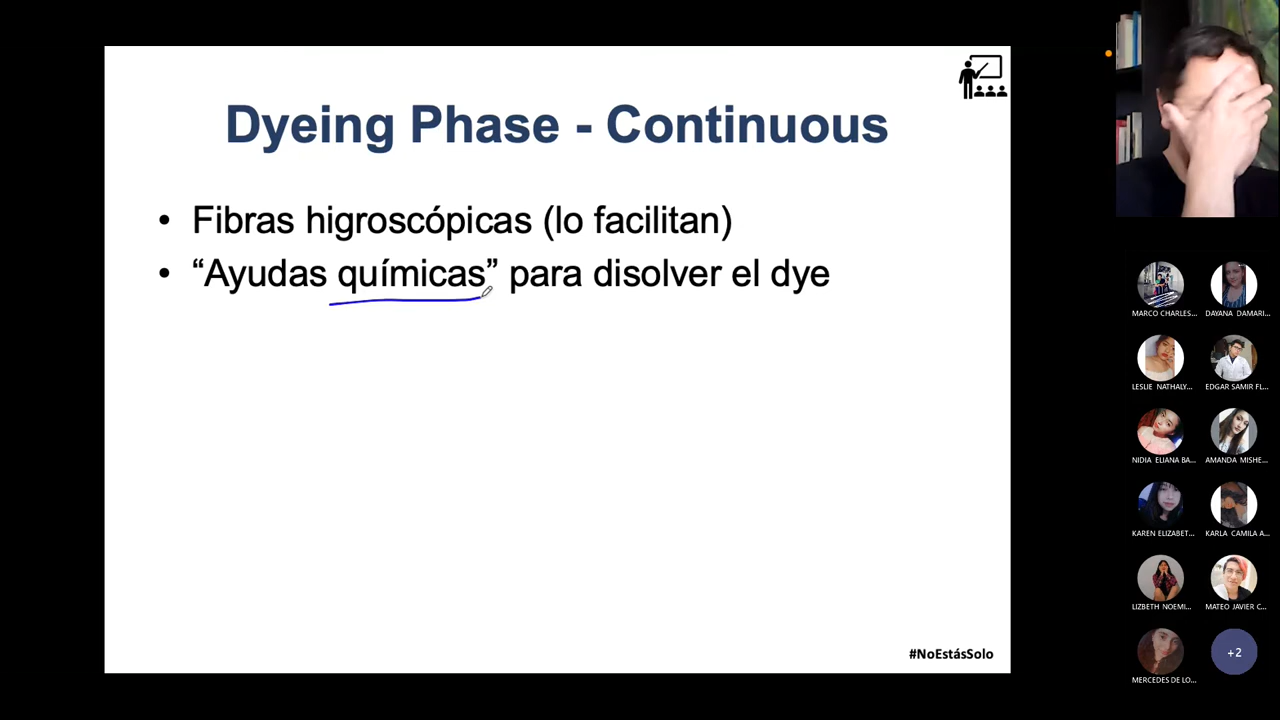 Dyeing Phase - Continuous
• Fibras higroscópicas (lo facilitan)
• “Ayudas químicas” para disolver el dye
#NoEstásSolo
MARCO CHARLES...
DAYANA DAMARI...
LESLIE NATHALY...
EDGAR SAMIR FL...
NIDIA ELIANA BA...
AMANDA MISHE...
KAREN ELIZABET...
KARLA CAMILA A...
LIZBETH NOEMI...
MATEO JAVIER C...
MERCEDES DE LO...
+2